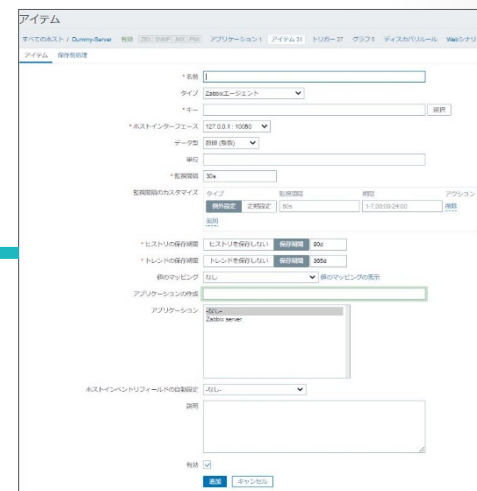 アイテム
すべてのホスト / Dummy-Server 有効 ZBX SNMP JMX IPMI アプリケーション 1 アイテム 31 トリガー 27 グラフ 5 ディスカバリルール Webシナリ
アイテム 保存前処理
* 名前
タイプ Zabbixエージェント
* キー 選択
* ホストインターフェース 127.0.0.1 : 10050
データ型 数値 (整数)
単位
* 監視間隔 30s
監視間隔のカスタマイズ タイプ 監視間隔 期間 アクション
例外設定 定期設定 50s 1-7,00:00-24:00 削除
追加
* ヒストリの保存期間 ヒストリを保存しない 保存期間 90d
* トレンドの保存期間 トレンドを保存しない 保存期間 365d
値のマッピング なし 値のマッピングの表示
アプリケーションの作成
アプリケーション -なし-
Zabbix server
ホストインベントリフィールドの自動設定 -なし-
説明
有効
追加 キャンセル